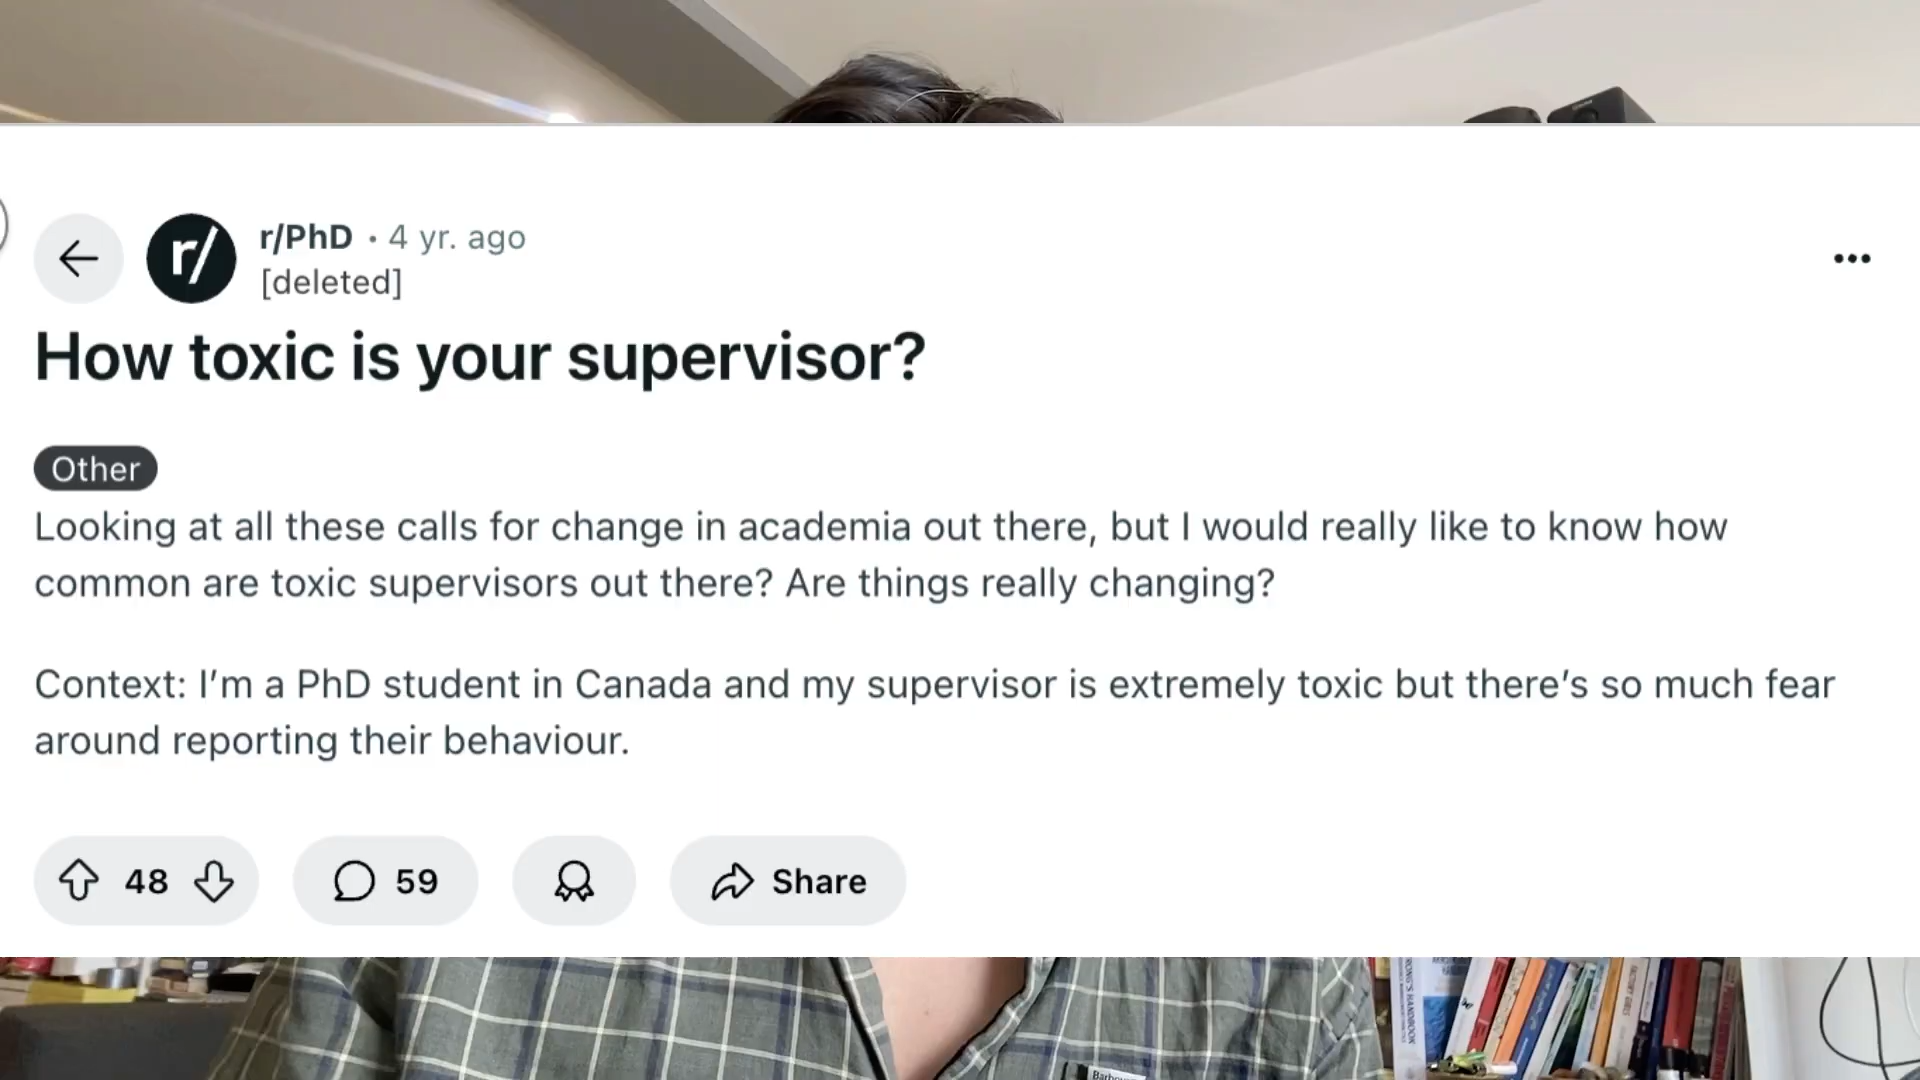 r/
r/PhD • 4 yr. ago
[deleted]
How toxic is your supervisor?
Other
Looking at all these calls for change in academia out there, but I would really like to know how
common are toxic supervisors out there? Are things really changing?
Context: I’m a PhD student in Canada and my supervisor is extremely toxic but there’s so much fear
around reporting their behaviour.
48
59
Share